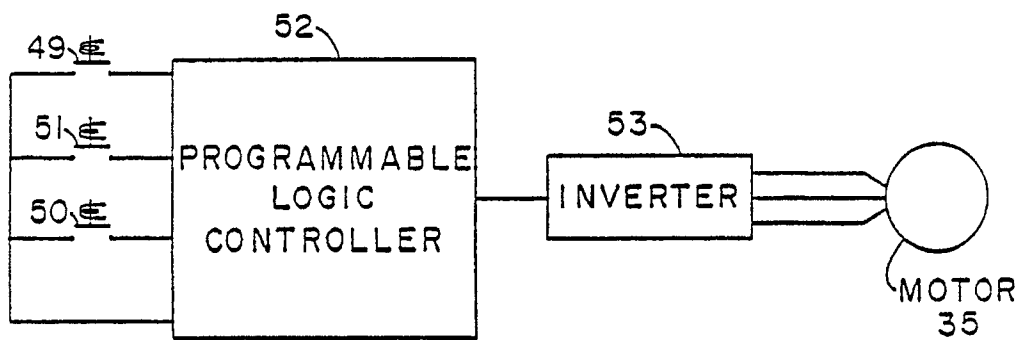 52
49
51
50
PROGRAMMABLE
LOGIC
CONTROLLER
53
INVERTER
MOTOR
35